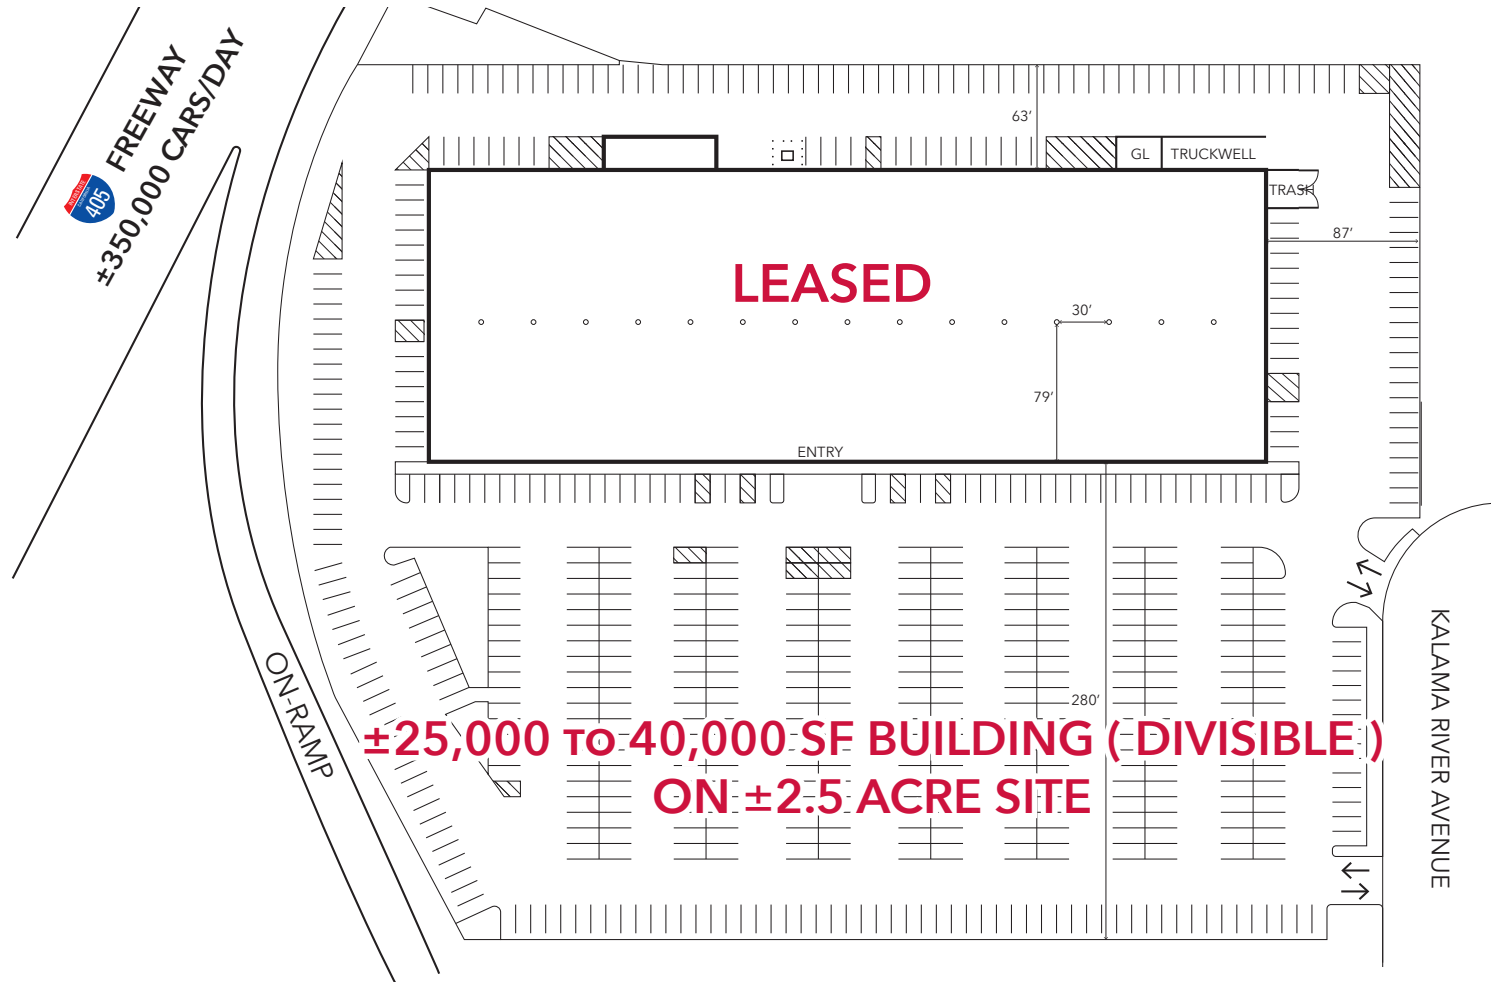 FREEWAY
±350,000 CARS/DAY
405
63'
GL
TRUCKWELL
TRASH
87'
LEASED
30'
79'
ENTRY
280'
ON-RAMP
KALAMA RIVER AVENUE
±25,000 TO 40,000 SF BUILDING ( DIVISIBLE )
ON ±2.5 ACRE SITE